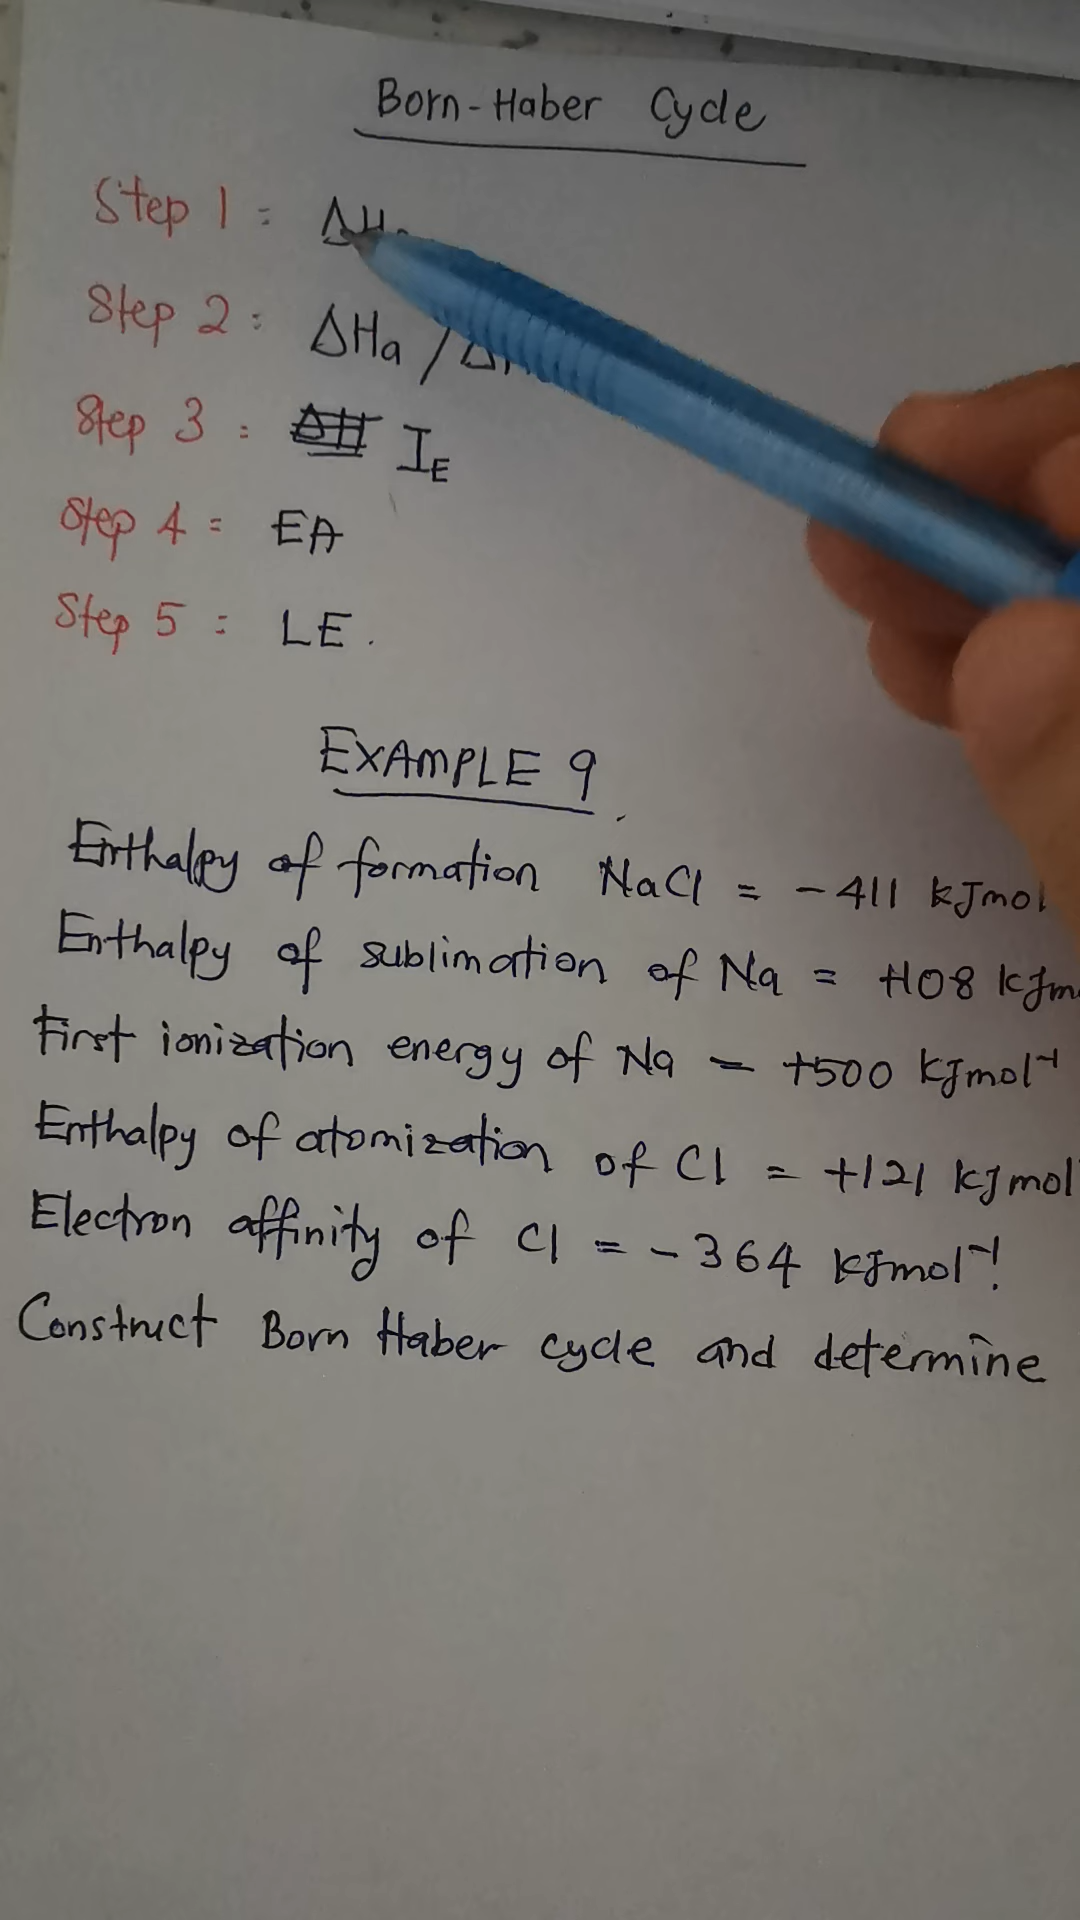 Born-Haber Cycle
Step 1 = ΔH
Step 2 = ΔHa / Δ
Step 3 = IE
Step 4 = EA
Step 5 = LE.
EXAMPLE 9
Enthalpy of formation NaCl = -411 kJmol
Enthalpy of sublimation of Na = +108 kJm
First ionization energy of Na = +500 kJmol⁻¹
Enthalpy of atomization of Cl = +121 kJmol
Electron affinity of Cl = -364 kJmol⁻¹.
Construct Born Haber cycle and determine